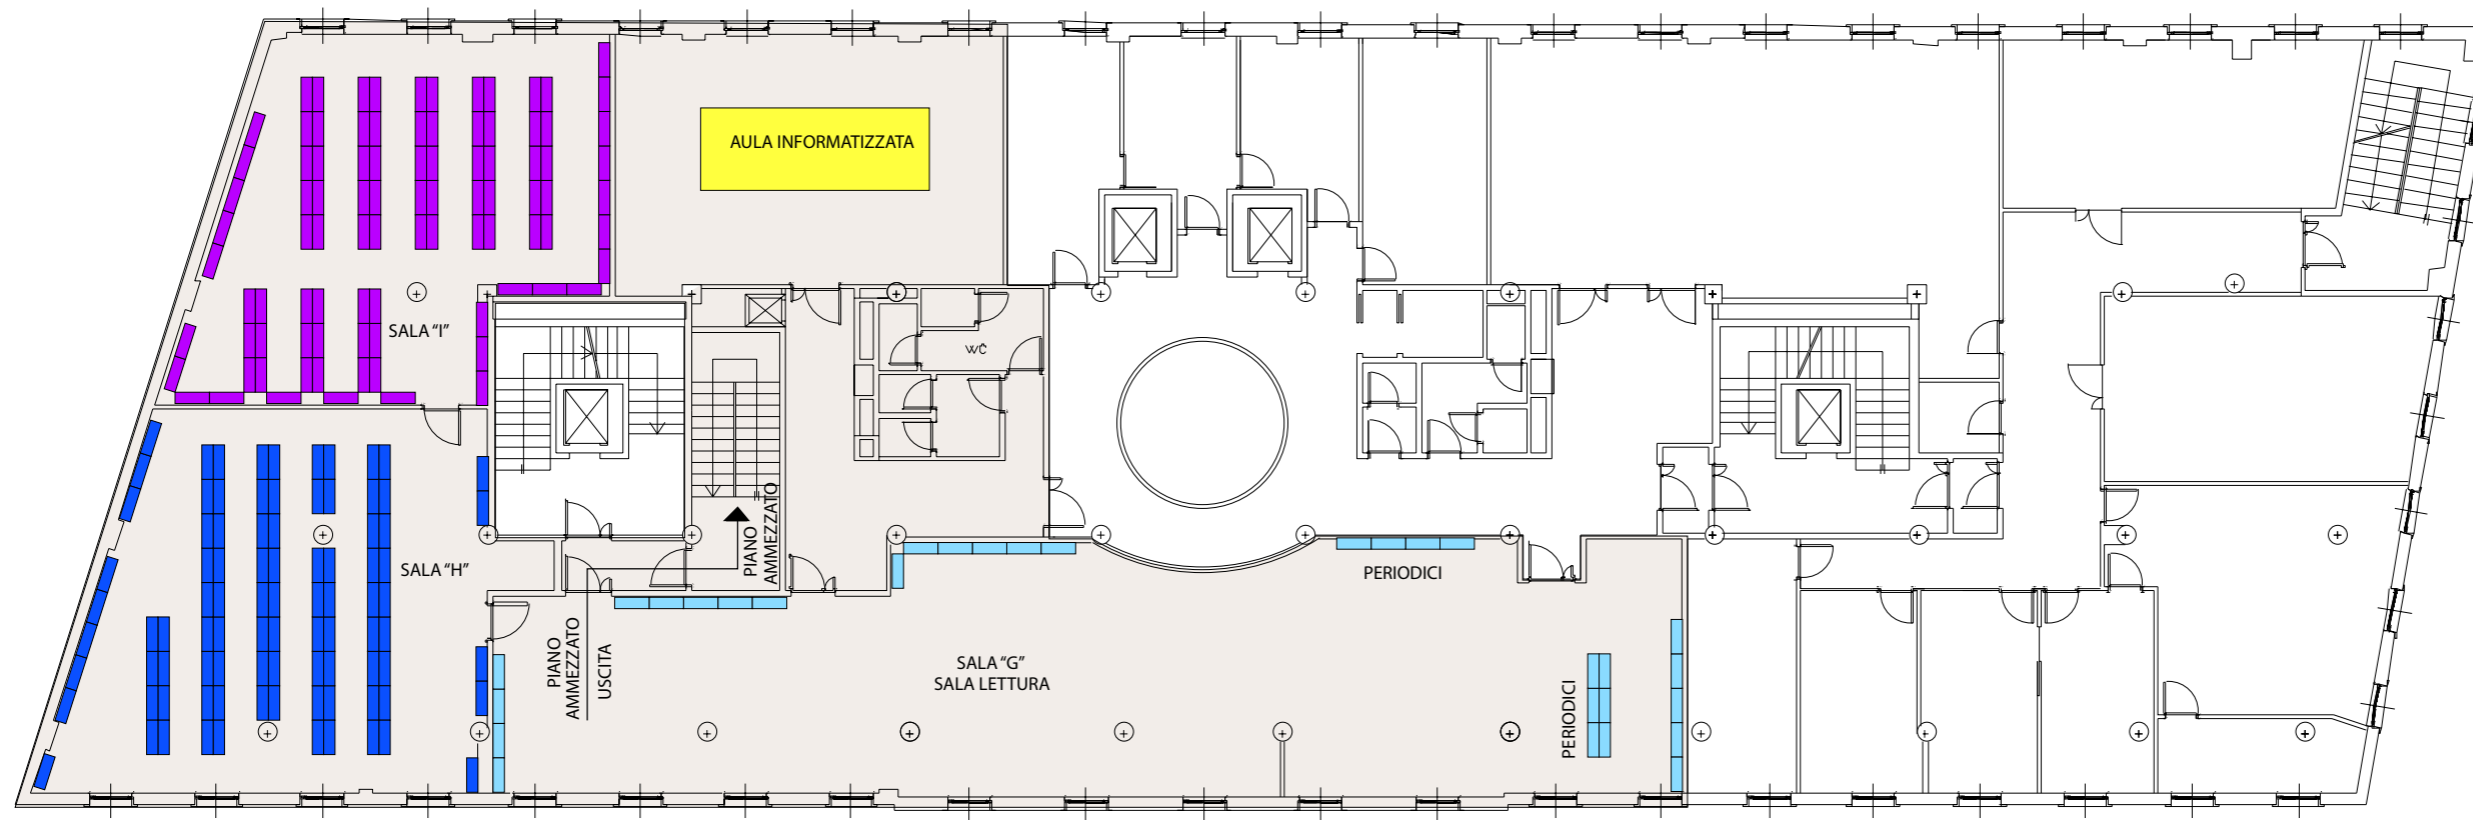 AULA INFORMATIZZATA
SALA "I"
WC
PIANO
AMMEZZATO
SALA "H"
PERIODICI
PIANO
AMMEZZATO
USCITA
SALA "G"
SALA LETTURA
PERIODICI